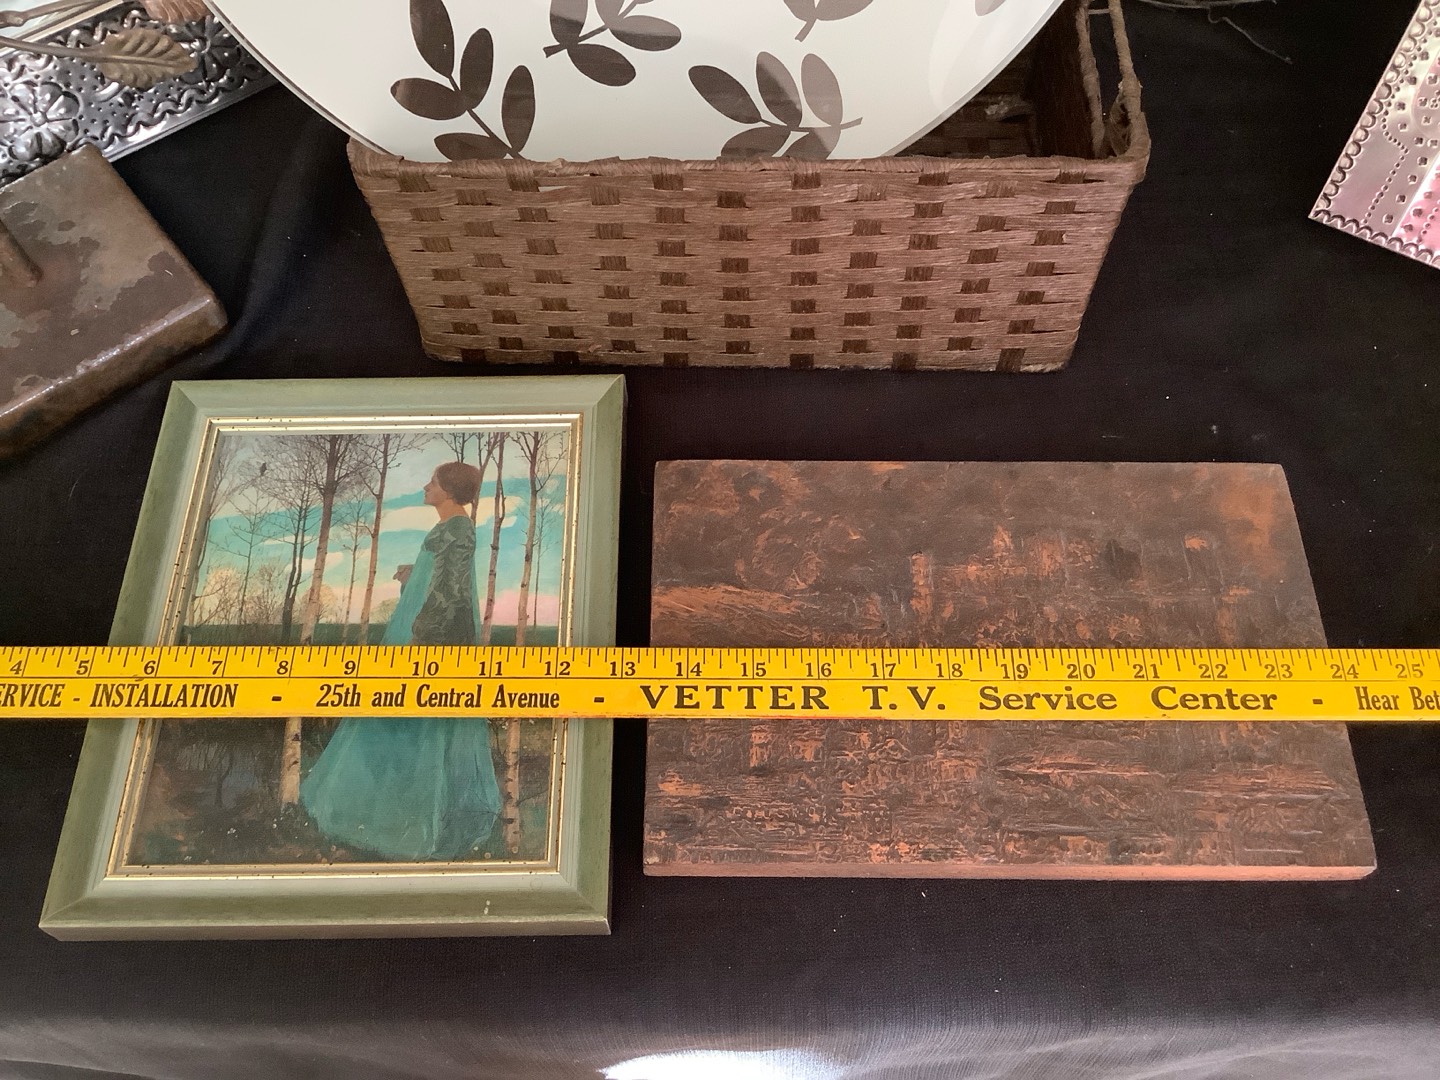 4 5 6 7 8 9 10 11 12 13 14 15 16 17 18 19 20 21 22 23 24 25
ERVICE - INSTALLATION - 25th and Central Avenue - VETTER T.V. Service Center - Hear Bet